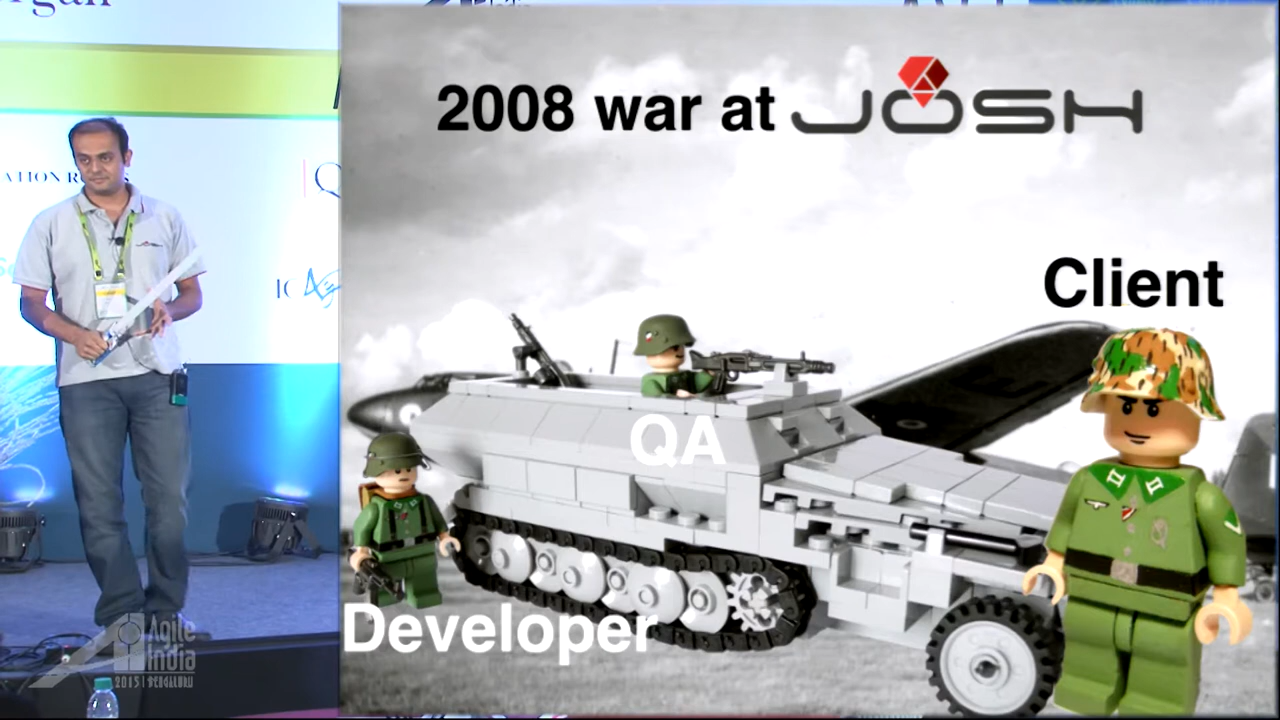 2008 war at JOSH
Client
QA
Developer
Agile
India
2015 | BENGALURU